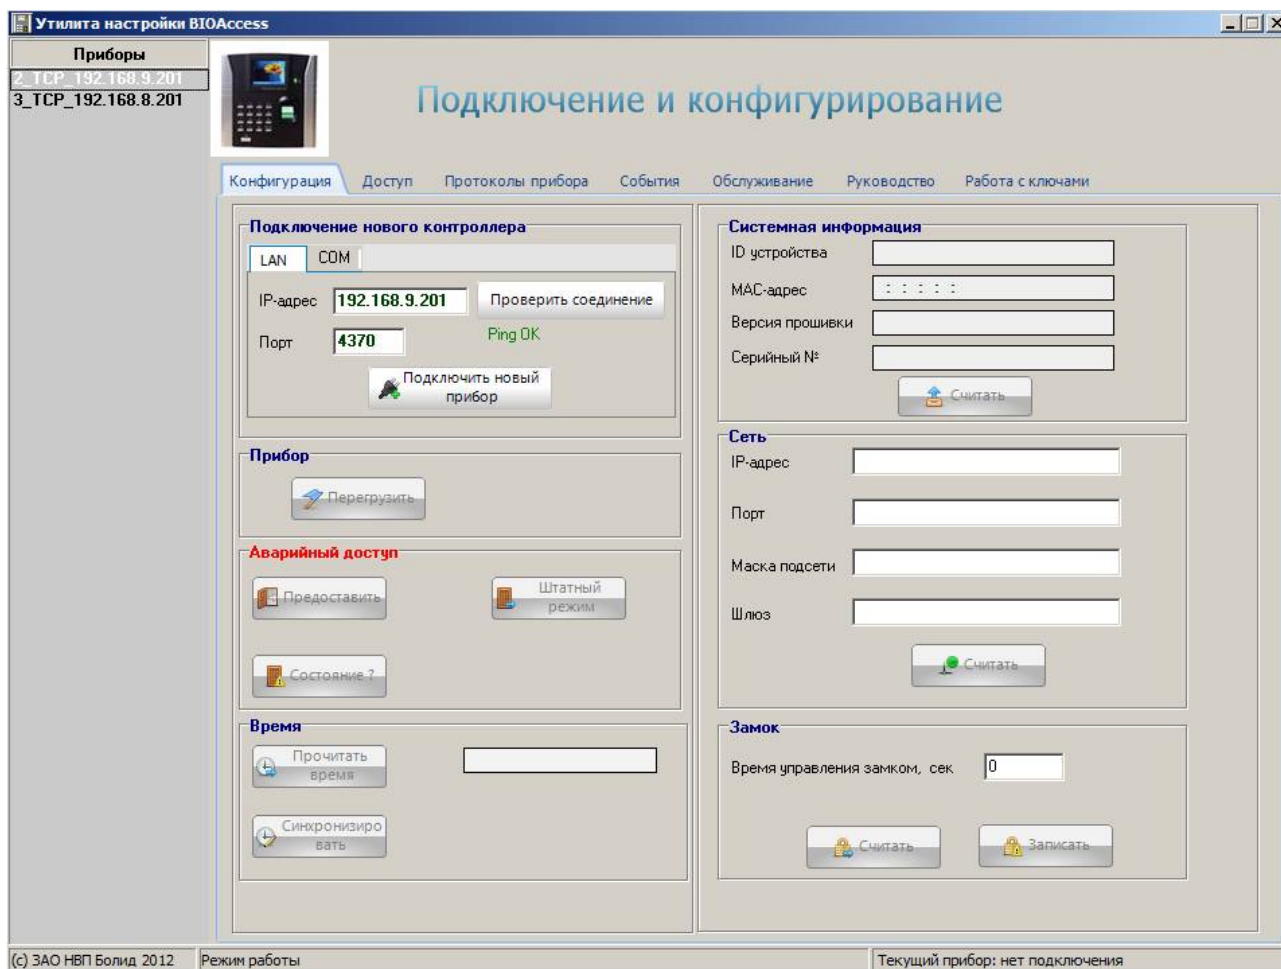 Утилита настройки BIOAccess
Приборы
2_TCP_192.168.9.201
3_TCP_192.168.8.201
Подключение и конфигурирование
Конфигурация Доступ Протоколы прибора События Обслуживание Руководство Работа с ключами
Подключение нового контроллера
LAN COM
IP-адрес 192.168.9.201 Проверить соединение
Порт 4370 Ping OK
Подключить новый
прибор
Прибор
Перегрузить
Аварийный доступ
Предоставить
Штатный
режим
Состояние ?
Время
Прочитать
время
Синхронизиро
вать
Системная информация
ID устройства
MAC-адрес : : : : :
Версия прошивки
Серийный №
Считать
Сеть
IP-адрес
Порт
Маска подсети
Шлюз
Считать
Замок
Время управления замком, сек 0
Считать Записать
(c) ЗАО НВП Болид 2012 Режим работы Текущий прибор: нет подключения